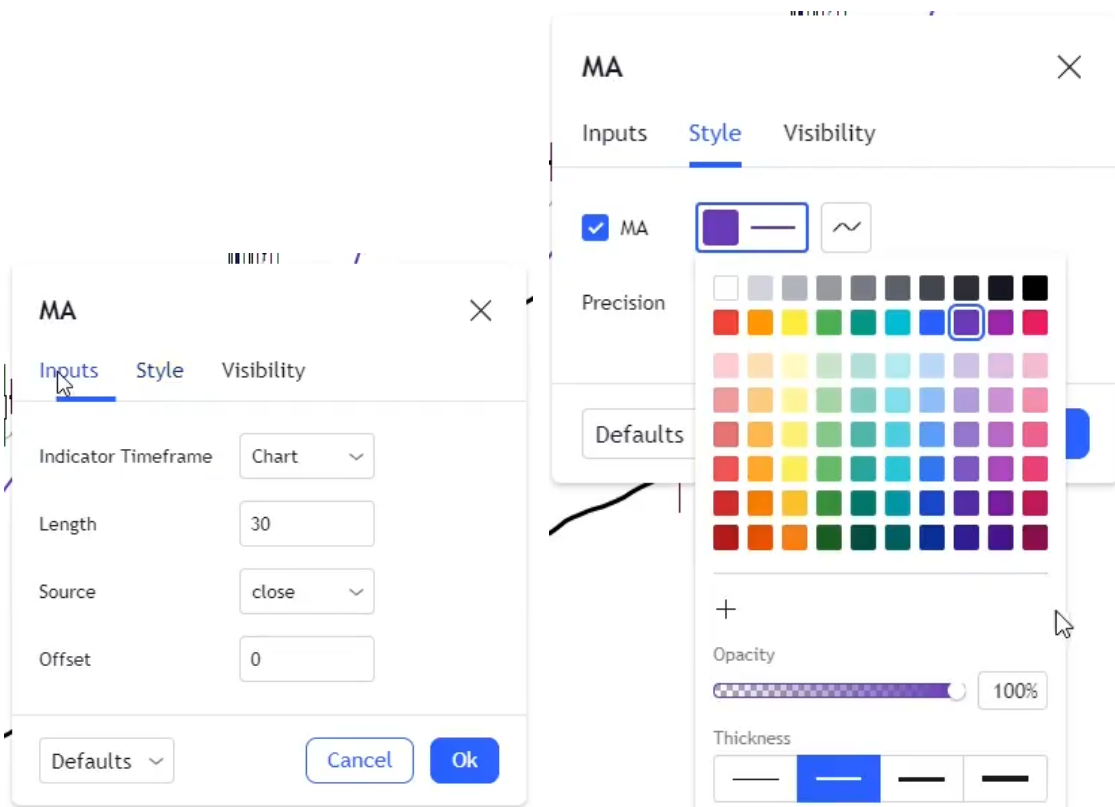 MA
Inputs Style Visibility
Indicator Timeframe Chart
Length 30
Source close
Offset 0
Defaults Cancel Ok
MA
Inputs Style Visibility
MA
Precision
Defaults
Opacity
100%
Thickness